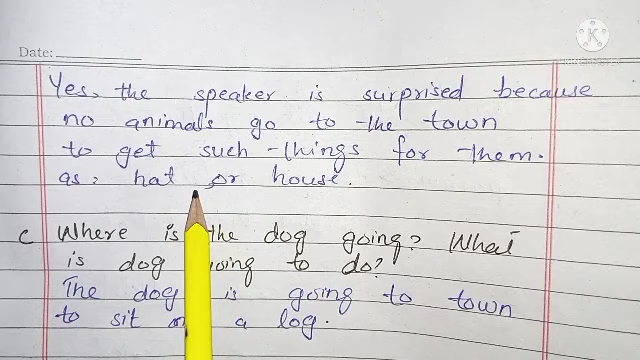 Date:
Yes, the speaker is surprised because
no animals go to the town
to get such things for them.
as, hat or house.
c Where is the dog going? What
is dog going to do?
The dog is going to town
to sit on a log.
K